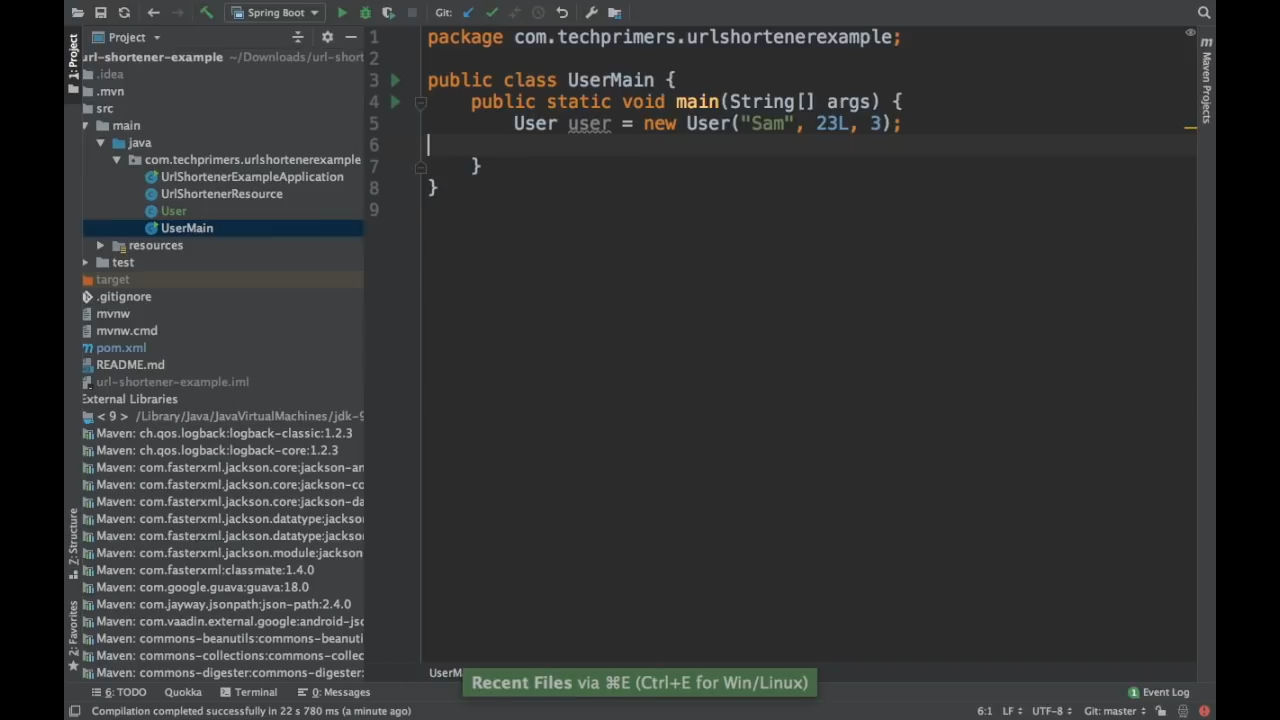 Spring Boot
Git:
1: Project
Project
url-shortener-example ~/Downloads/url-short
.idea
.mvn
src
main
java
com.techprimers.urlshortenerexample
UrlShortenerExampleApplication
UrlShortenerResource
User
UserMain
resources
test
target
.gitignore
mvnw
mvnw.cmd
pom.xml
README.md
url-shortener-example.iml
External Libraries
< 9 > /Library/Java/JavaVirtualMachines/jdk-9
Maven: ch.qos.logback:logback-classic:1.2.3
Maven: ch.qos.logback:logback-core:1.2.3
Maven: com.fasterxml.jackson.core:jackson-an
Maven: com.fasterxml.jackson.core:jackson-co
Maven: com.fasterxml.jackson.core:jackson-da
Maven: com.fasterxml.jackson.datatype:jackso
Maven: com.fasterxml.jackson.datatype:jackso
Maven: com.fasterxml.jackson.module:jackson
Maven: com.fasterxml:classmate:1.4.0
Maven: com.google.guava:guava:18.0
Maven: com.jayway.jsonpath:json-path:2.4.0
Maven: com.vaadin.external.google:android-jso
Maven: commons-beanutils:commons-beanuti
Maven: commons-collections:commons-collec
Maven: commons-digester:commons-digester:
Z: Structure
2: Favorites
1 package com.techprimers.urlshortenerexample;
2
3 public class UserMain {
4 public static void main(String[] args) {
5 User user = new User("Sam", 23L, 3);
6
7 }
8 }
9
m Maven Projects
UserM
Recent Files via ⌘E (Ctrl+E for Win/Linux)
6: TODO
Quokka
Terminal
0: Messages
1 Event Log
Compilation completed successfully in 22 s 780 ms (a minute ago)
6:1 LF UTF-8 Git: master